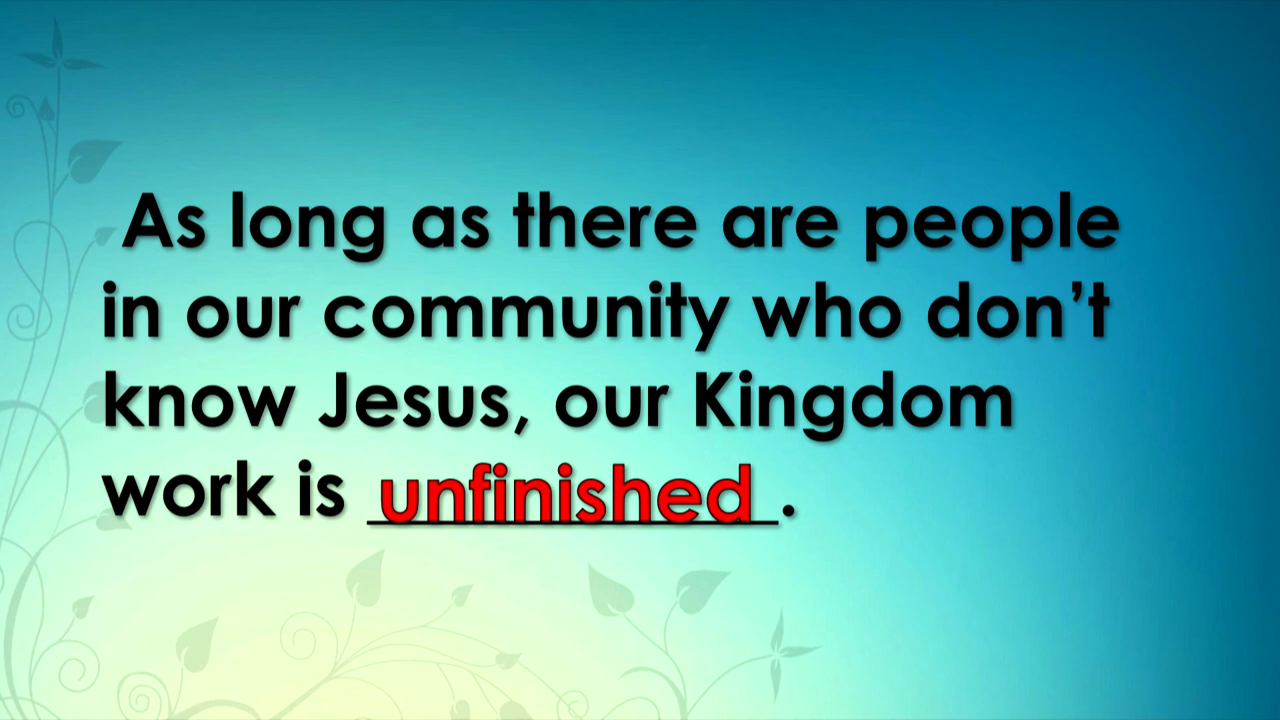 As long as there are people
in our community who don’t
know Jesus, our Kingdom
work is unfinished.